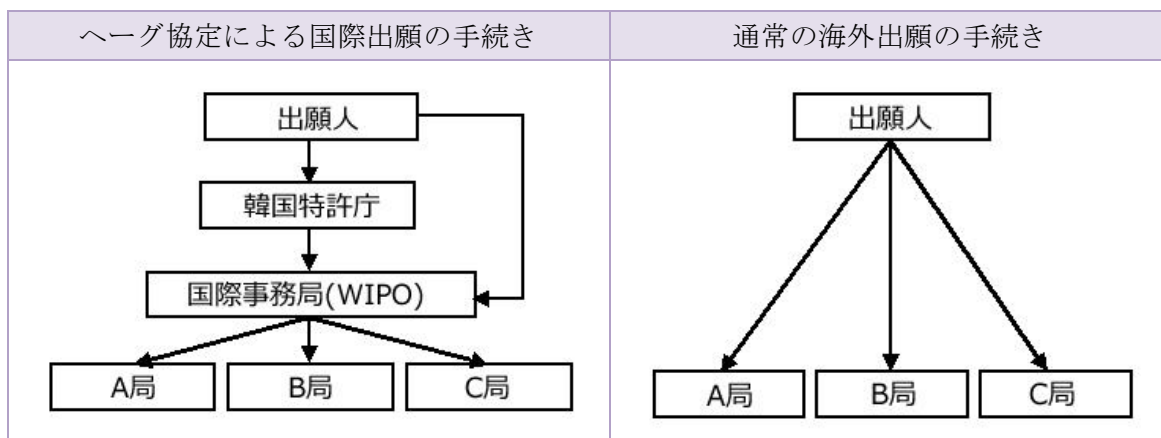 ヘーグ協定による国際出願の手続き
通常の海外出願の手続き
出願人
韓国特許庁
国際事務局(WIPO)
A局
B局
C局
出願人
A局
B局
C局